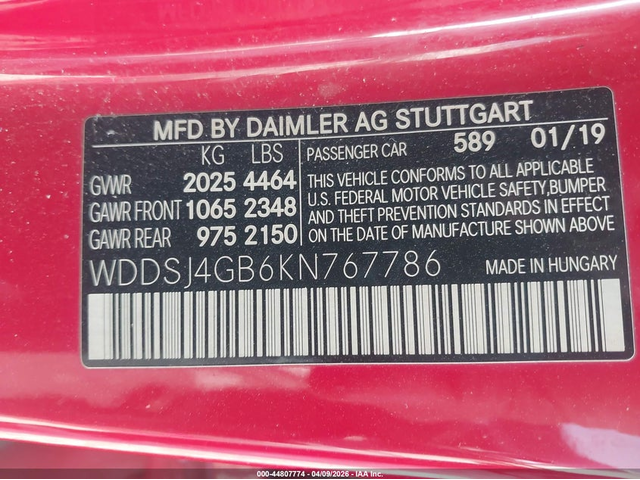 MFD BY DAIMLER AG STUTTGART
KG LBS PASSENGER CAR 589 01/19
GVWR 2025 4464
GAWR FRONT 1065 2348
GAWR REAR 975 2150
THIS VEHICLE CONFORMS TO ALL APPLICABLE
U.S. FEDERAL MOTOR VEHICLE SAFETY,BUMPER
AND THEFT PREVENTION STANDARDS IN EFFECT
ON THE DATE OF MANUFACTURE SHOWN ABOVE.
WDDSJ4GB6KN767786 MADE IN HUNGARY
000-44807774 - 04/09/2026 - IAA, Inc.